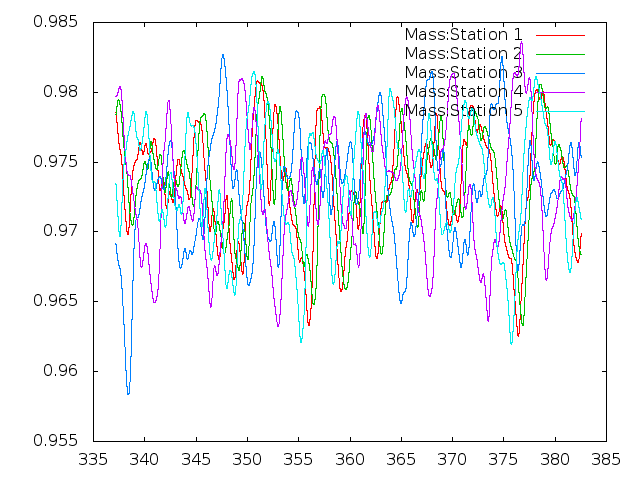 0.985
0.98
0.975
0.97
0.965
0.96
0.955
335 340 345 350 355 360 365 370 375 380 385
Mass:Station 1
Mass:Station 2
Mass:Station 3
Mass:Station 4
Mass:Station 5